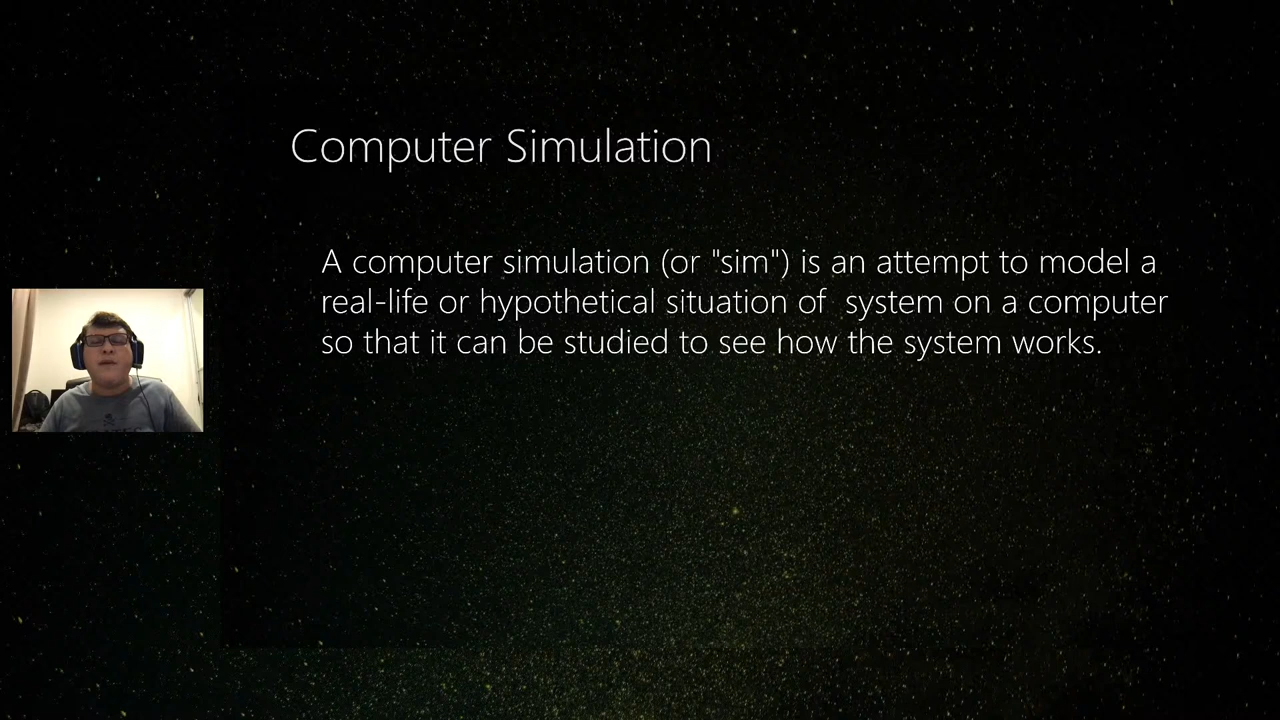 Computer Simulation
A computer simulation (or "sim") is an attempt to model a
real-life or hypothetical situation of  system on a computer
so that it can be studied to see how the system works.